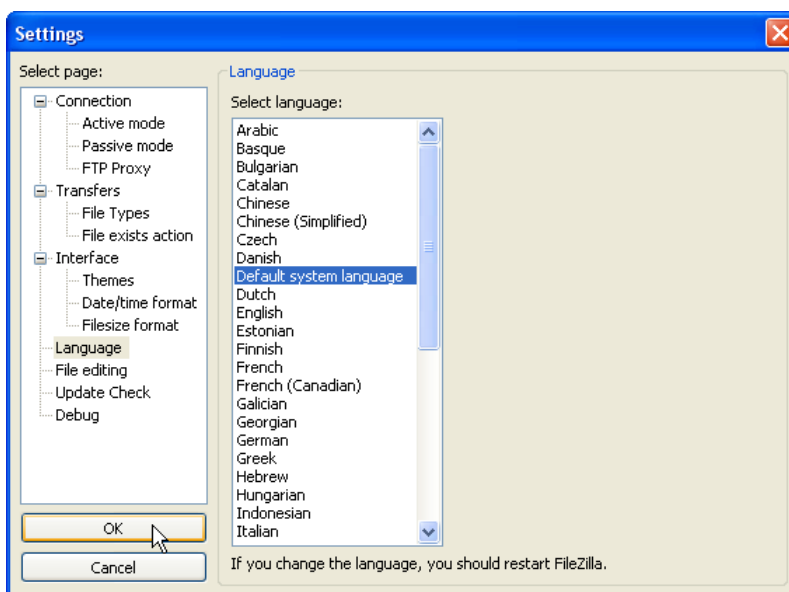 Settings
Select page:
Connection
Active mode
Passive mode
FTP Proxy
Transfers
File Types
File exists action
Interface
Themes
Date/time format
Filesize format
Language
File editing
Update Check
Debug
OK
Cancel
Language
Select language:
Arabic
Basque
Bulgarian
Catalan
Chinese
Chinese (Simplified)
Czech
Danish
Default system language
Dutch
English
Estonian
Finnish
French
French (Canadian)
Galician
Georgian
German
Greek
Hebrew
Hungarian
Indonesian
Italian
If you change the language, you should restart FileZilla.